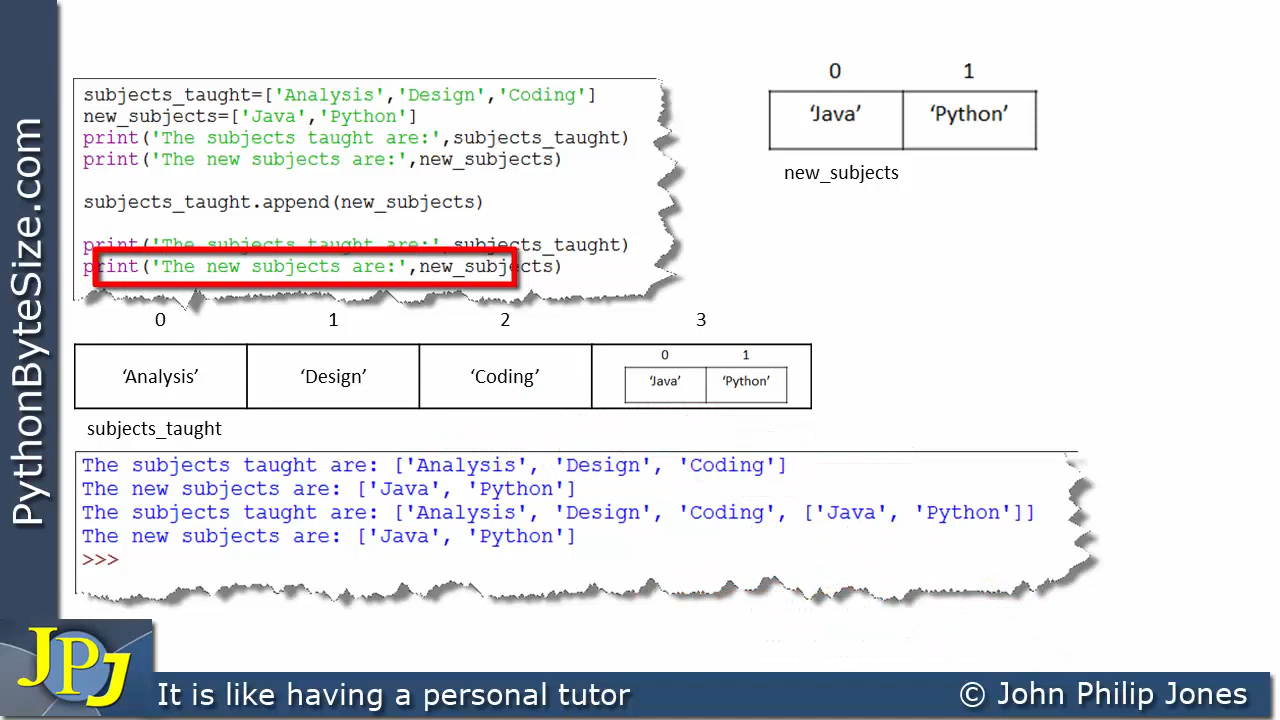 PythonByteSize.com
subjects_taught=['Analysis','Design','Coding']
new_subjects=['Java','Python']
print('The subjects taught are:',subjects_taught)
print('The new subjects are:',new_subjects)
subjects_taught.append(new_subjects)
print('The subjects taught are:',subjects_taught)
print('The new subjects are:',new_subjects)
0 1
‘Java’ ‘Python’
new_subjects
0 1 2 3
0 1
‘Analysis’ ‘Design’ ‘Coding’ ‘Java’ ‘Python’
subjects_taught
The subjects taught are: ['Analysis', 'Design', 'Coding']
The new subjects are: ['Java', 'Python']
The subjects taught are: ['Analysis', 'Design', 'Coding', ['Java', 'Python']]
The new subjects are: ['Java', 'Python']
>>>
JPJ
It is like having a personal tutor
© John Philip Jones